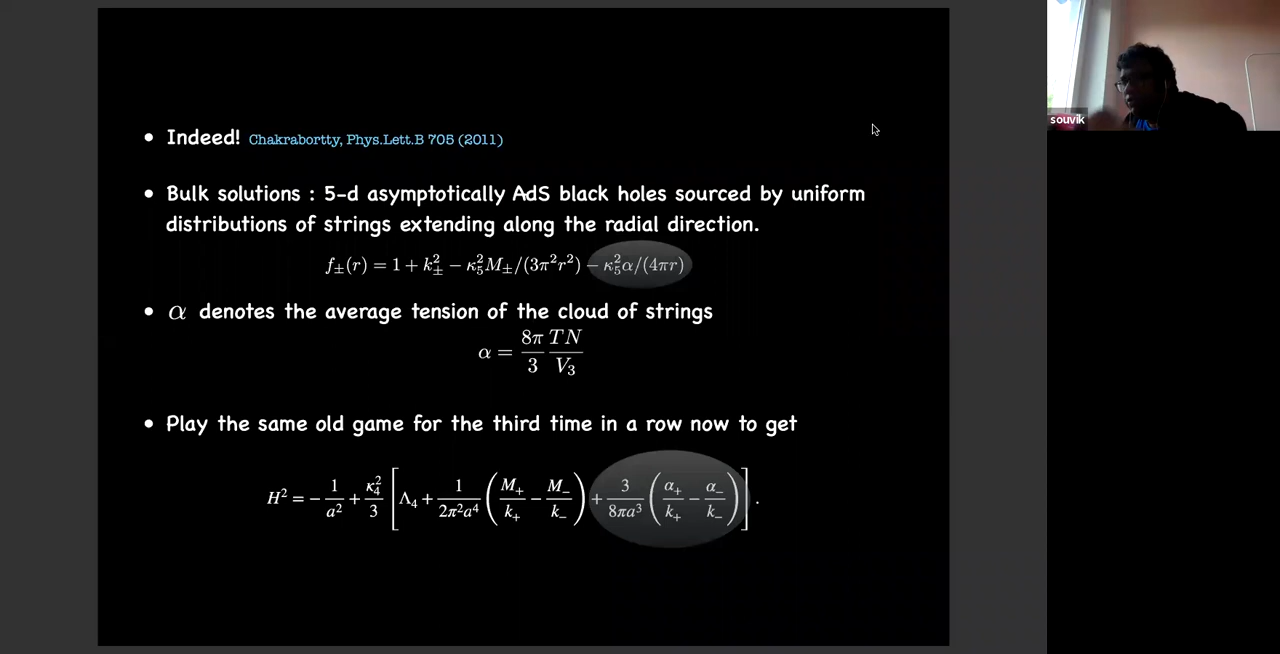 • Indeed! Chakrabortty, Phys.Lett.B 705 (2011)
• Bulk solutions : 5-d asymptotically AdS black holes sourced by uniform
distributions of strings extending along the radial direction.
f±(r) = 1 + k²± − κ₅²M±/(3π²r²) − κ₅²α/(4πr)
• α denotes the average tension of the cloud of strings
α = 8π/3 TN/V₃
• Play the same old game for the third time in a row now to get
H² = −1/a² + κ₄²/3 [Λ₄ + 1/2π²a⁴ (M₊/k₊ − M₋/k₋) + 3/8πa³ (α₊/k₊ − α₋/k₋)].
souvik